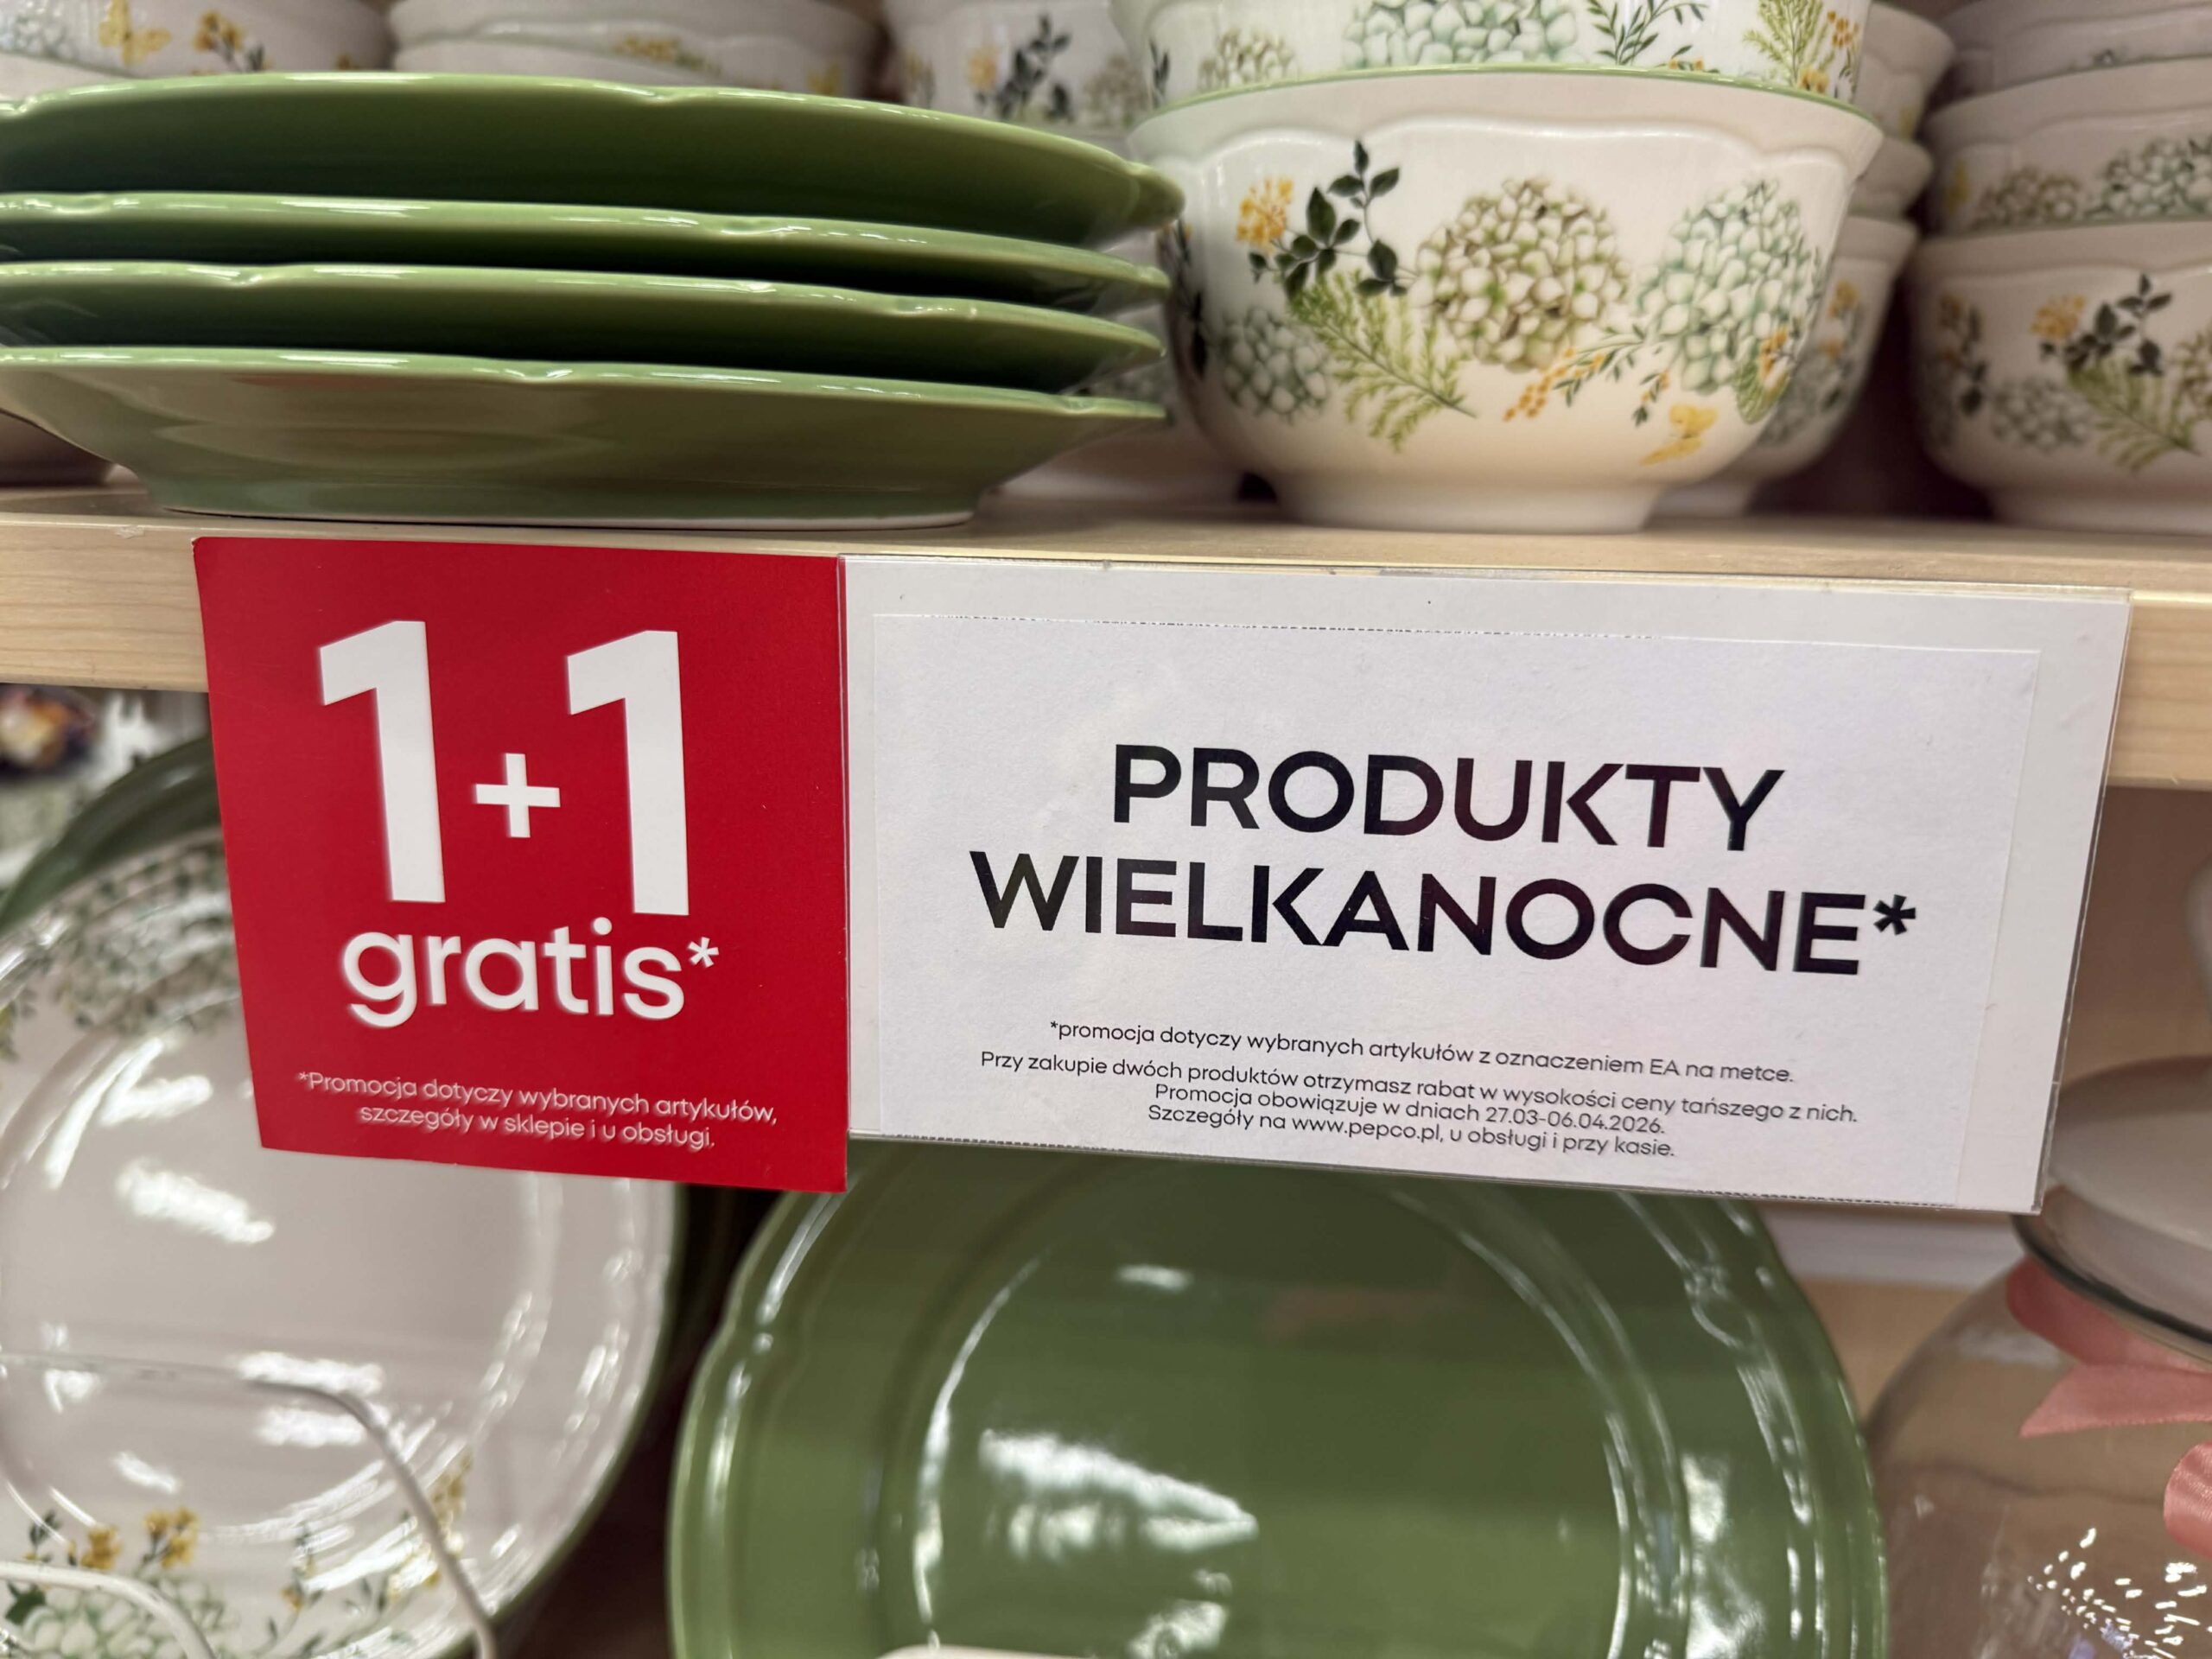 1+1
gratis*
*Promocja dotyczy wybranych artykułów,
szczegóły w sklepie i u obsługi.
PRODUKTY
WIELKANOCNE*
*promocja dotyczy wybranych artykułów z oznaczeniem EA na metce.
Przy zakupie dwóch produktów otrzymasz rabat w wysokości ceny tańszego z nich.
Promocja obowiązuje w dniach 27.03-06.04.2026.
Szczegóły na www.pepco.pl, u obsługi i przy kasie.